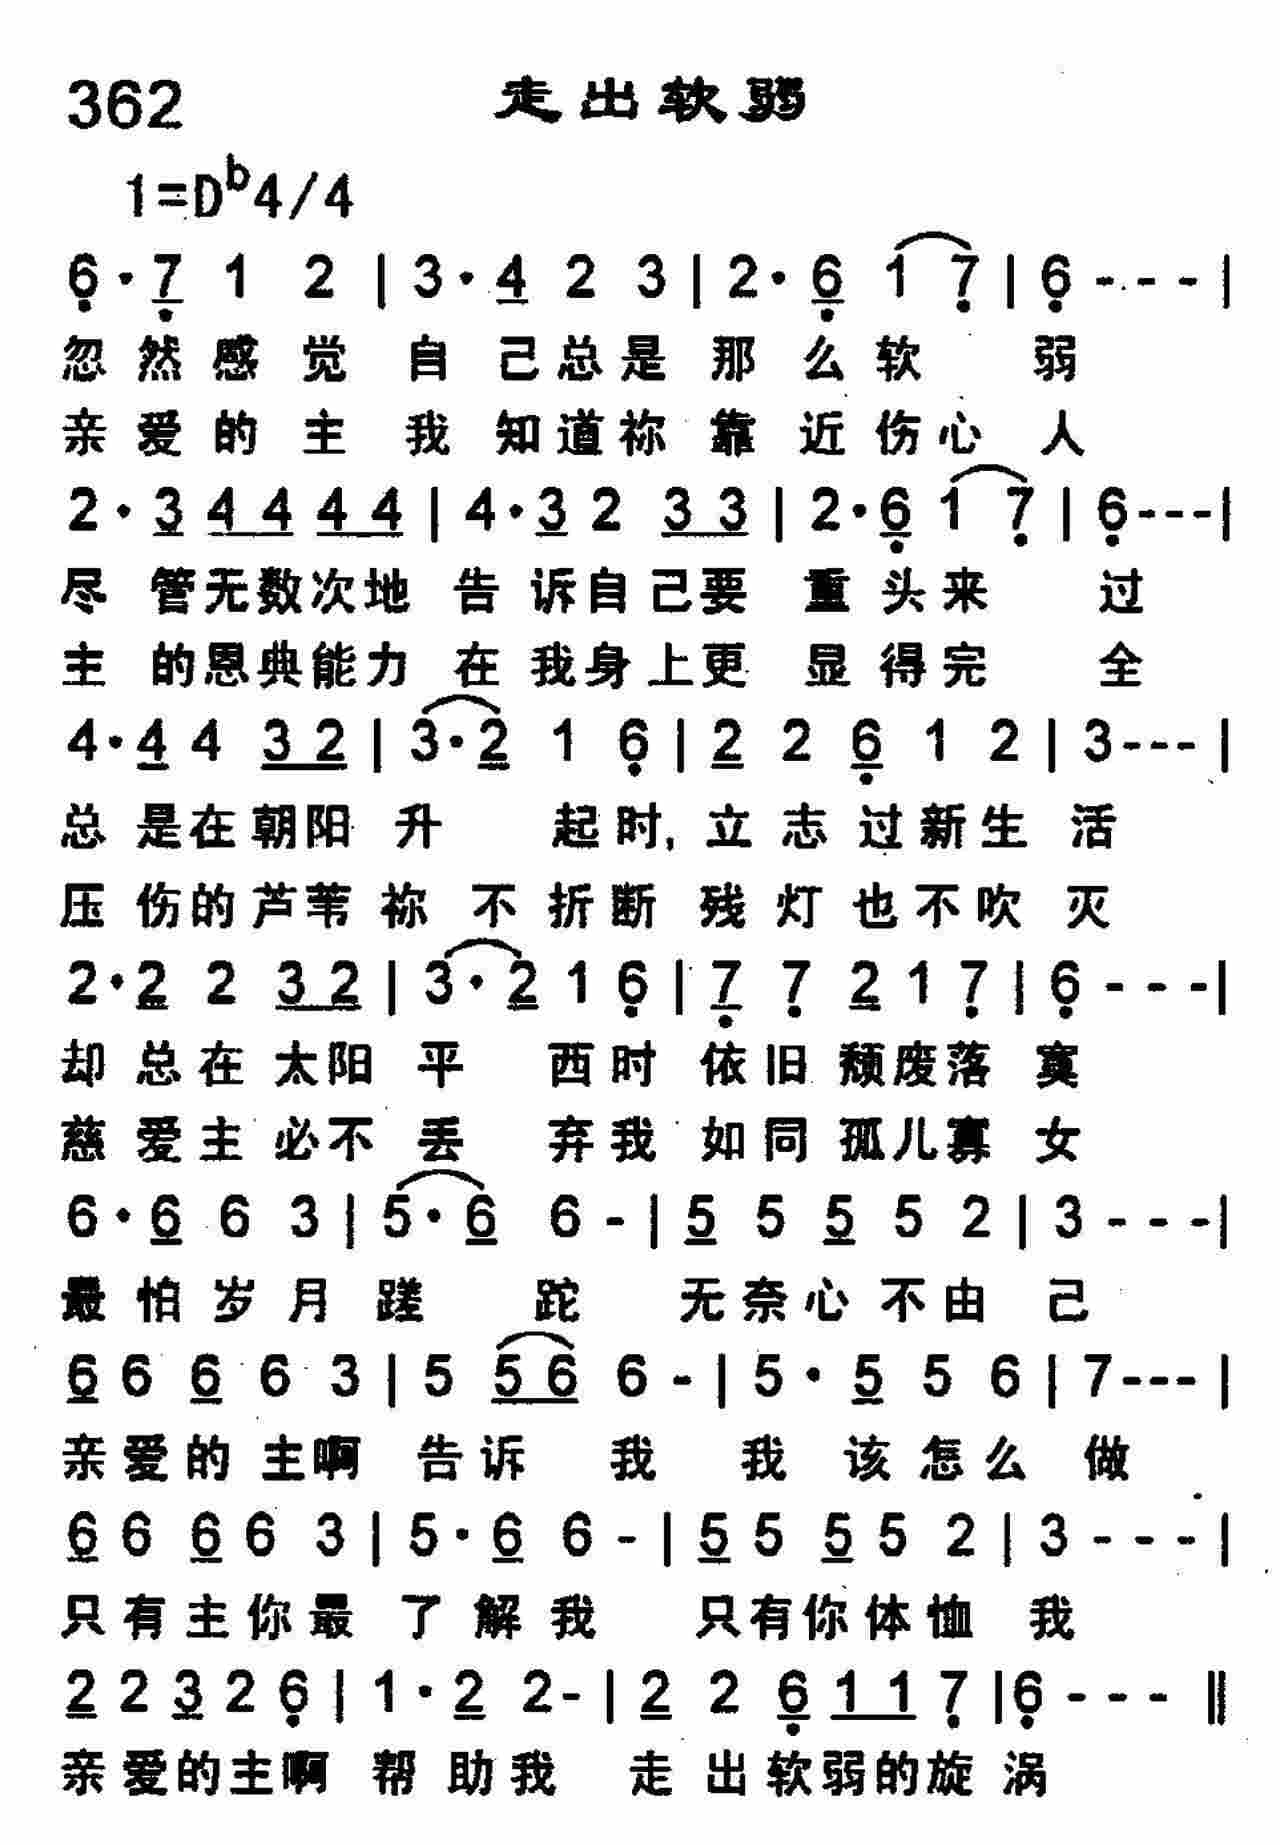 362 走出软弱
1=D♭4/4
6·7 1 2 | 3·4 2 3 | 2·6 1 7 | 6 - - - |
忽然感觉自己总是那么软弱
亲爱的主我知道祢靠近伤心人
2·3 4 4 4 4 | 4·3 2 3 3 | 2·6 1 7 | 6 - - - |
尽管无数次地告诉自己要重头来过
主的恩典能力在我身上更显得完全
4·4 4 3 2 | 3·2 1 6 | 2 2 6 1 2 | 3 - - - |
总是在朝阳升起时,立志过新生活
压伤的芦苇祢不折断残灯也不吹灭
2·2 2 3 2 | 3·2 1 6 | 7 7 2 1 7 | 6 - - - |
却总在太阳平西时依旧颓废落寞
慈爱主必不丢弃我如同孤儿寡女
6·6 6 3 | 5·6 6 - | 5 5 5 5 2 | 3 - - - |
最怕岁月蹉跎无奈心不由己
6 6 6 6 3 | 5 5 6 6 - | 5·5 5 6 | 7 - - - |
亲爱的主啊告诉我我该怎么做
6 6 6 6 3 | 5·6 6 - | 5 5 5 5 2 | 3 - - - |
只有主你最了解我只有你体恤我
2 2 3 2 6 | 1·2 2 - | 2 2 6 1 1 7 | 6 - - - ‖
亲爱的主啊帮助我走出软弱的旋涡